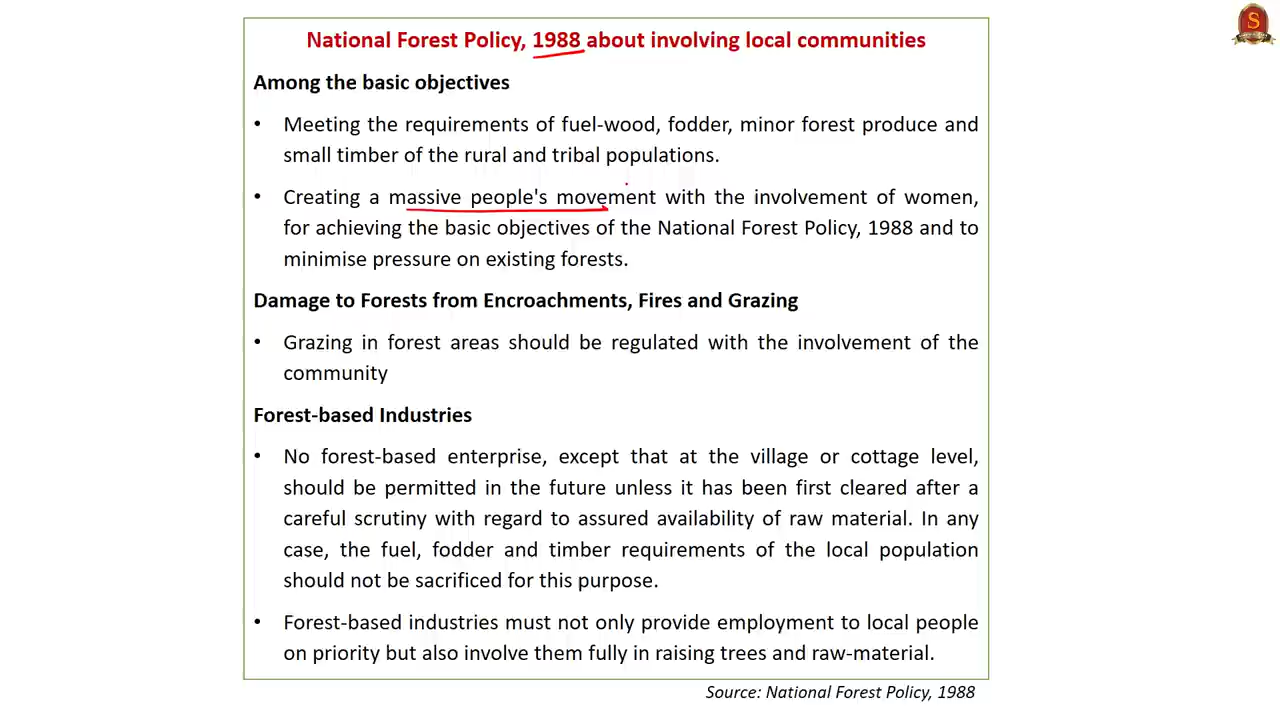 National Forest Policy, 1988 about involving local communities
Among the basic objectives
• Meeting the requirements of fuel-wood, fodder, minor forest produce and
small timber of the rural and tribal populations.
• Creating a massive people's movement with the involvement of women,
for achieving the basic objectives of the National Forest Policy, 1988 and to
minimise pressure on existing forests.
Damage to Forests from Encroachments, Fires and Grazing
• Grazing in forest areas should be regulated with the involvement of the
community
Forest-based Industries
• No forest-based enterprise, except that at the village or cottage level,
should be permitted in the future unless it has been first cleared after a
careful scrutiny with regard to assured availability of raw material. In any
case, the fuel, fodder and timber requirements of the local population
should not be sacrificed for this purpose.
• Forest-based industries must not only provide employment to local people
on priority but also involve them fully in raising trees and raw-material.
Source: National Forest Policy, 1988
S